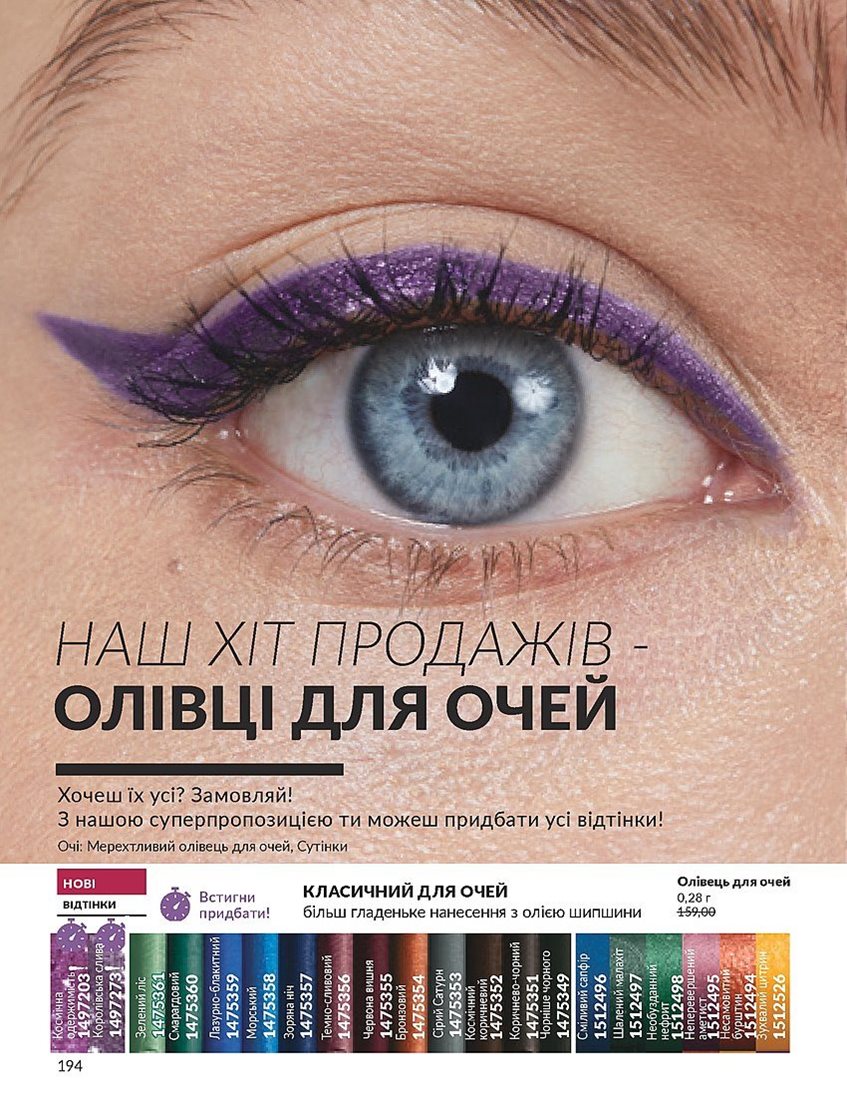 НАШ ХІТ ПРОДАЖІВ -
ОЛІВЦІ ДЛЯ ОЧЕЙ
Хочеш їх усі? Замовляй!
З нашою суперпропозицією ти можеш придбати усі відтінки!
Очі: Мерехтливий олівець для очей, Сутінки
НОВІ
ВІДТІНКИ
Встигни
придбати!
КЛАСИЧНИЙ ДЛЯ ОЧЕЙ
більш гладеньке нанесення з олією шипшини
Олівець для очей
0,28 г
159,00
Космічна
одержимість
1497203
Королівська слива
1497273
Зелений ліс
1475361
Смарагдовий
1475360
Лазурно-блакитний
1475359
Морський
1475358
Зоряна ніч
1475357
Темно-сливовий
1475356
Червона вишня
1475355
Бронзовий
1475354
Сірий Сатурн
1475353
Космічний
коричневий
1475352
Коричнево-чорний
1475351
Чорніше чорного
1475349
Сміливий сапфір
1512496
Шалений малахіт
1512497
Необузданний
нефрит
1512498
Неперевершений
аметист
1512495
Несамовитий
бурштин
1512494
Зухвалий цитрин
1512526
194